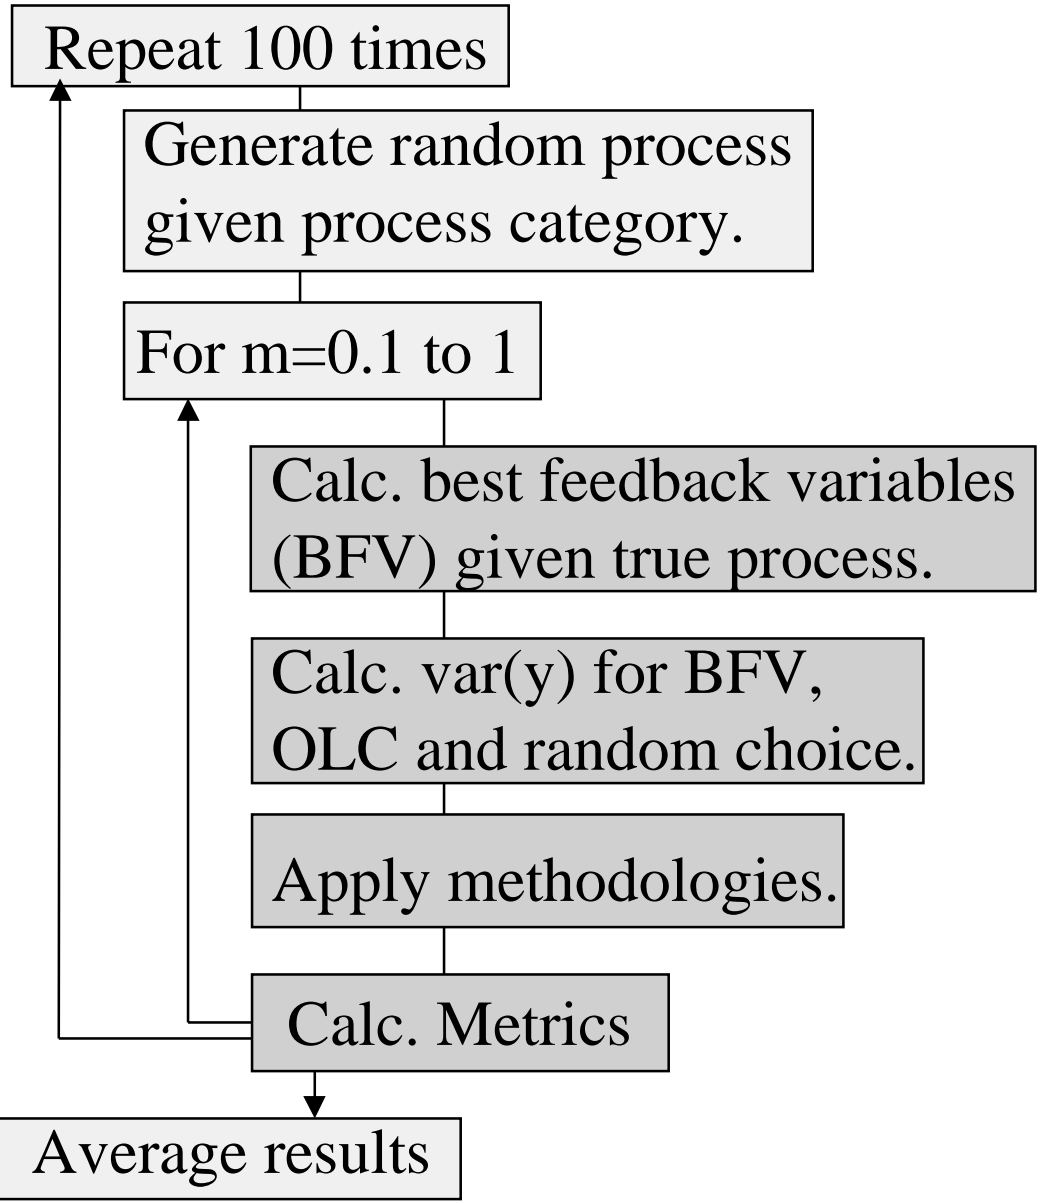 Repeat 100 times
Generate random process
given process category.
For m=0.1 to 1
Calc. best feedback variables
(BFV) given true process.
Calc. var(y) for BFV,
OLC and random choice.
Apply methodologies.
Calc. Metrics
Average results